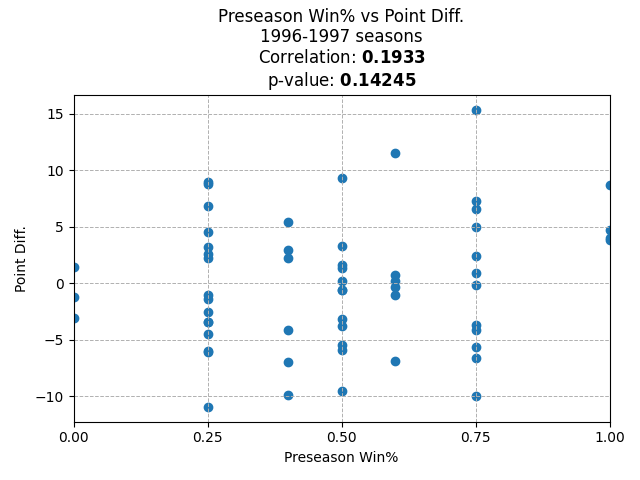 Preseason Win% vs Point Diff.
1996-1997 seasons
Correlation: 0.1933
p-value: 0.14245
15
10
5
0
−5
−10
Point Diff.
0.00 0.25 0.50 0.75 1.00
Preseason Win%